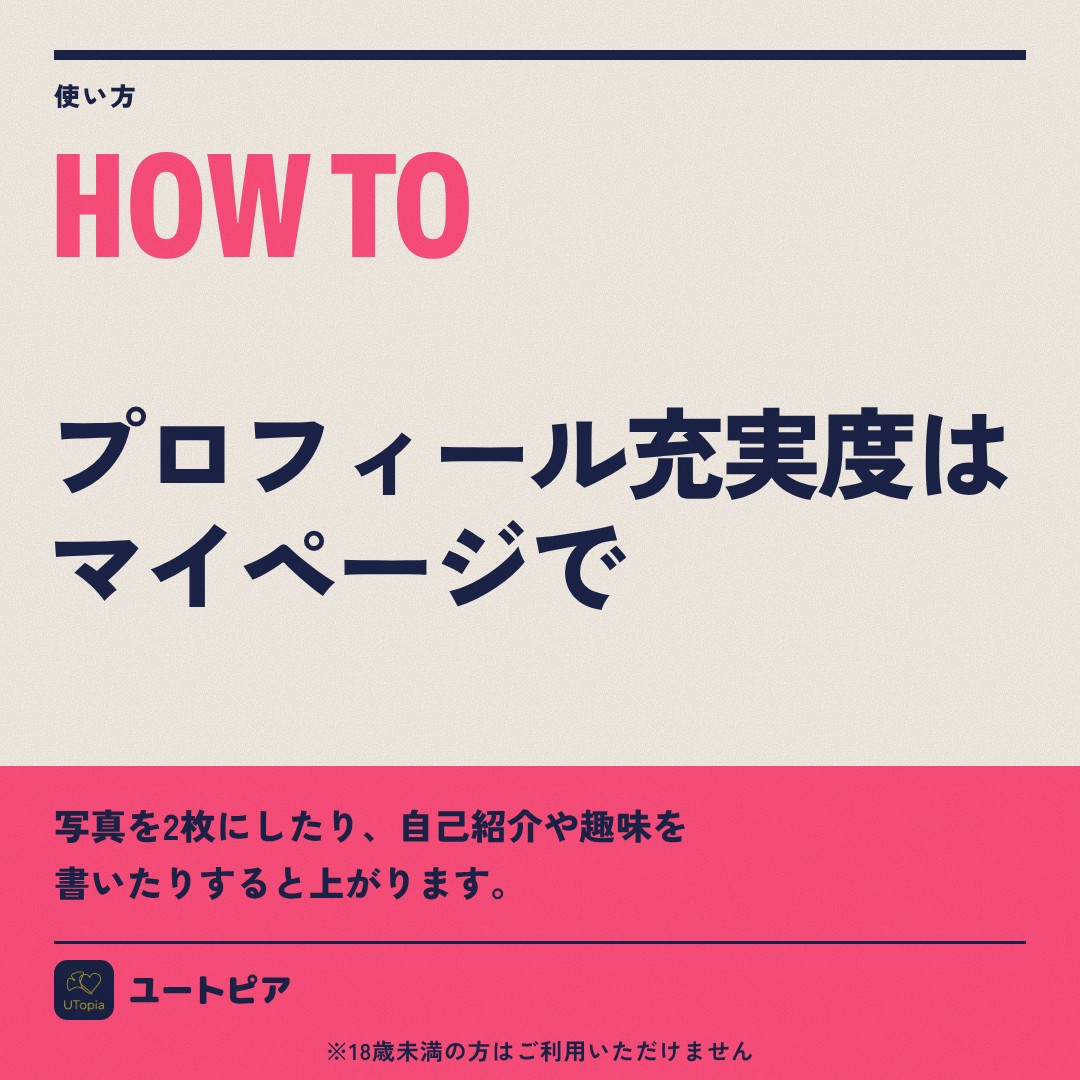 使い方
HOW TO
プロフィール充実度は
マイページで
写真を2枚にしたり、自己紹介や趣味を
書いたりすると上がります。
UTopia
ユートピア
※18歳未満の方はご利用いただけません